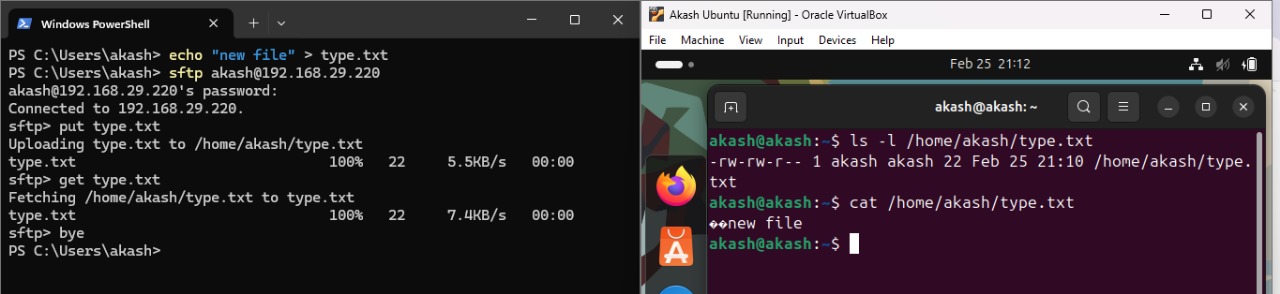 Windows PowerShell
PS C:\Users\akash> echo "new file" > type.txt
PS C:\Users\akash> sftp akash@192.168.29.220
akash@192.168.29.220's password:
Connected to 192.168.29.220.
sftp> put type.txt
Uploading type.txt to /home/akash/type.txt
type.txt 100% 22 5.5KB/s 00:00
sftp> get type.txt
Fetching /home/akash/type.txt to type.txt
type.txt 100% 22 7.4KB/s 00:00
sftp> bye
PS C:\Users\akash>
Akash Ubuntu [Running] - Oracle VirtualBox
File Machine View Input Devices Help
Feb 25 21:12
akash@akash: ~
akash@akash:~$ ls -l /home/akash/type.txt
-rw-rw-r-- 1 akash akash 22 Feb 25 21:10 /home/akash/type.
txt
akash@akash:~$ cat /home/akash/type.txt
��new file
akash@akash:~$